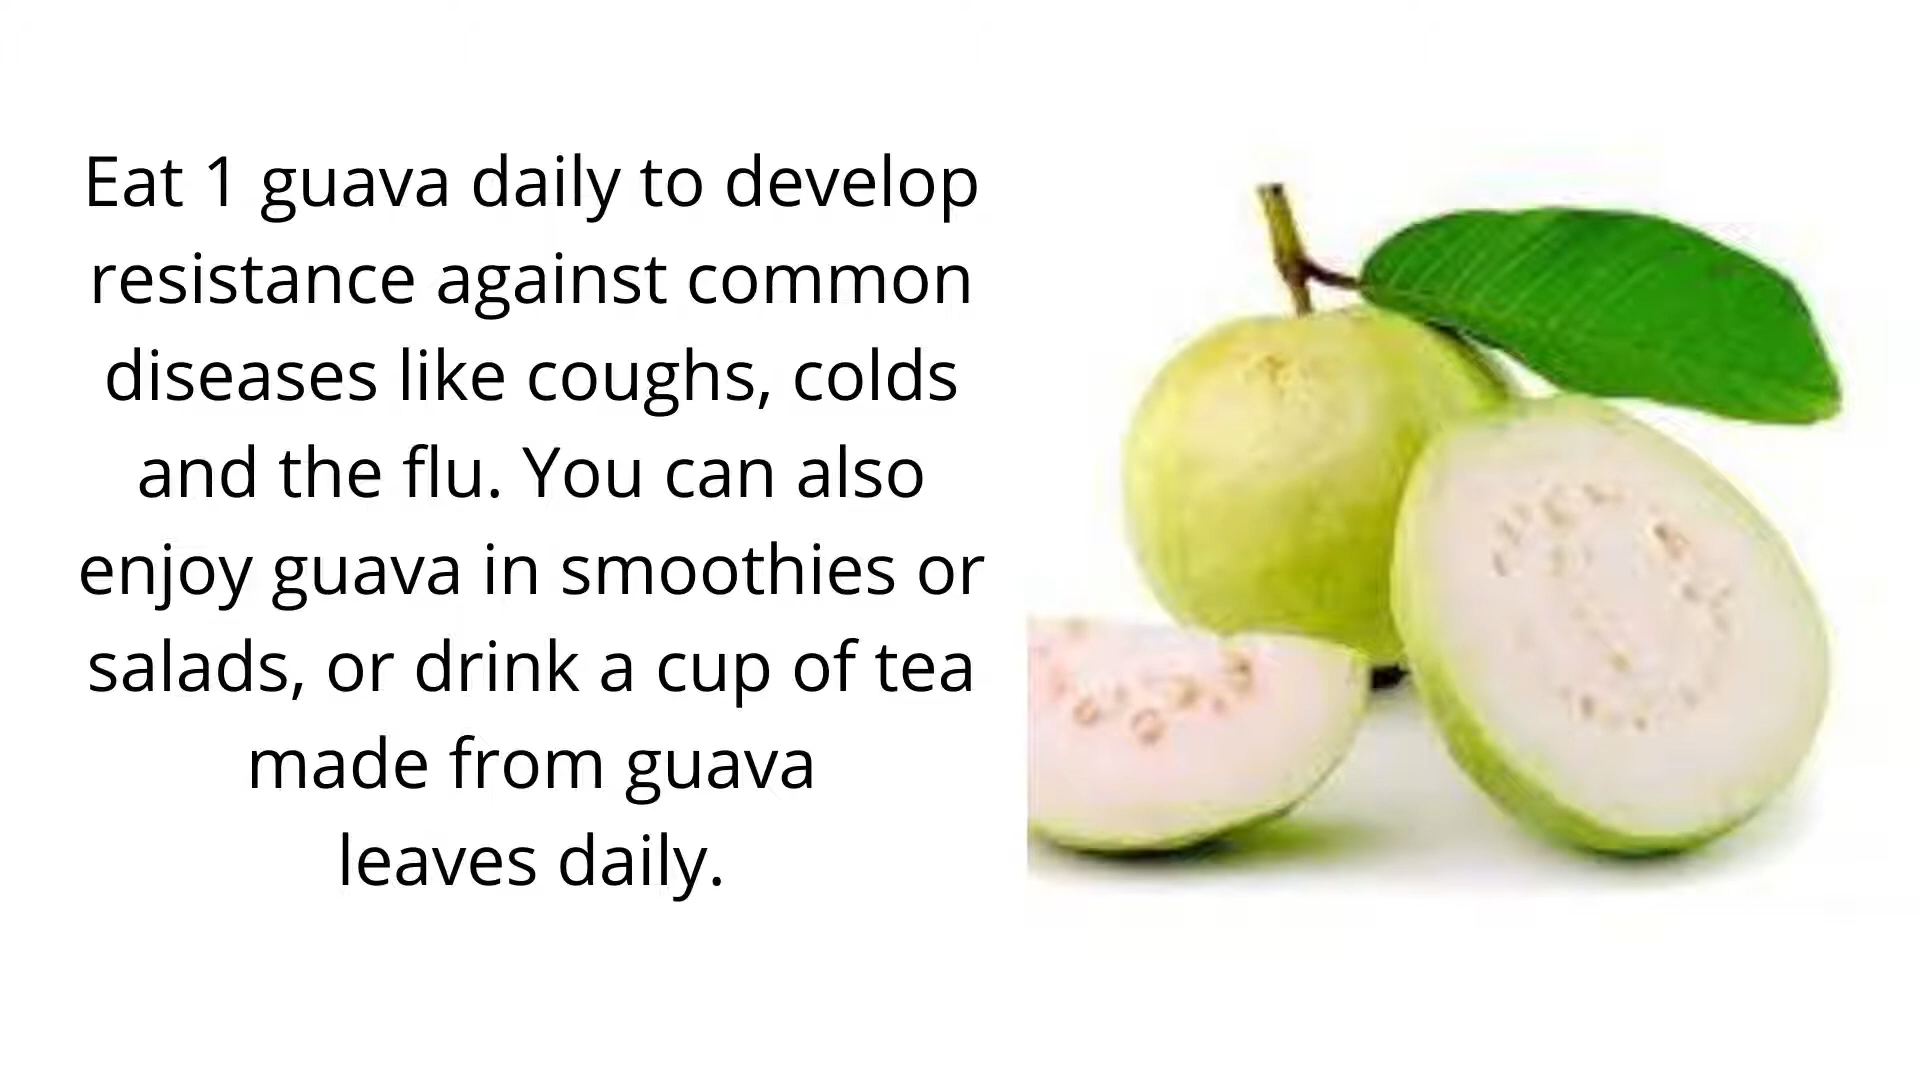 Eat 1 guava daily to develop
resistance against common
diseases like coughs, colds
and the flu. You can also
enjoy guava in smoothies or
salads, or drink a cup of tea
made from guava
leaves daily.